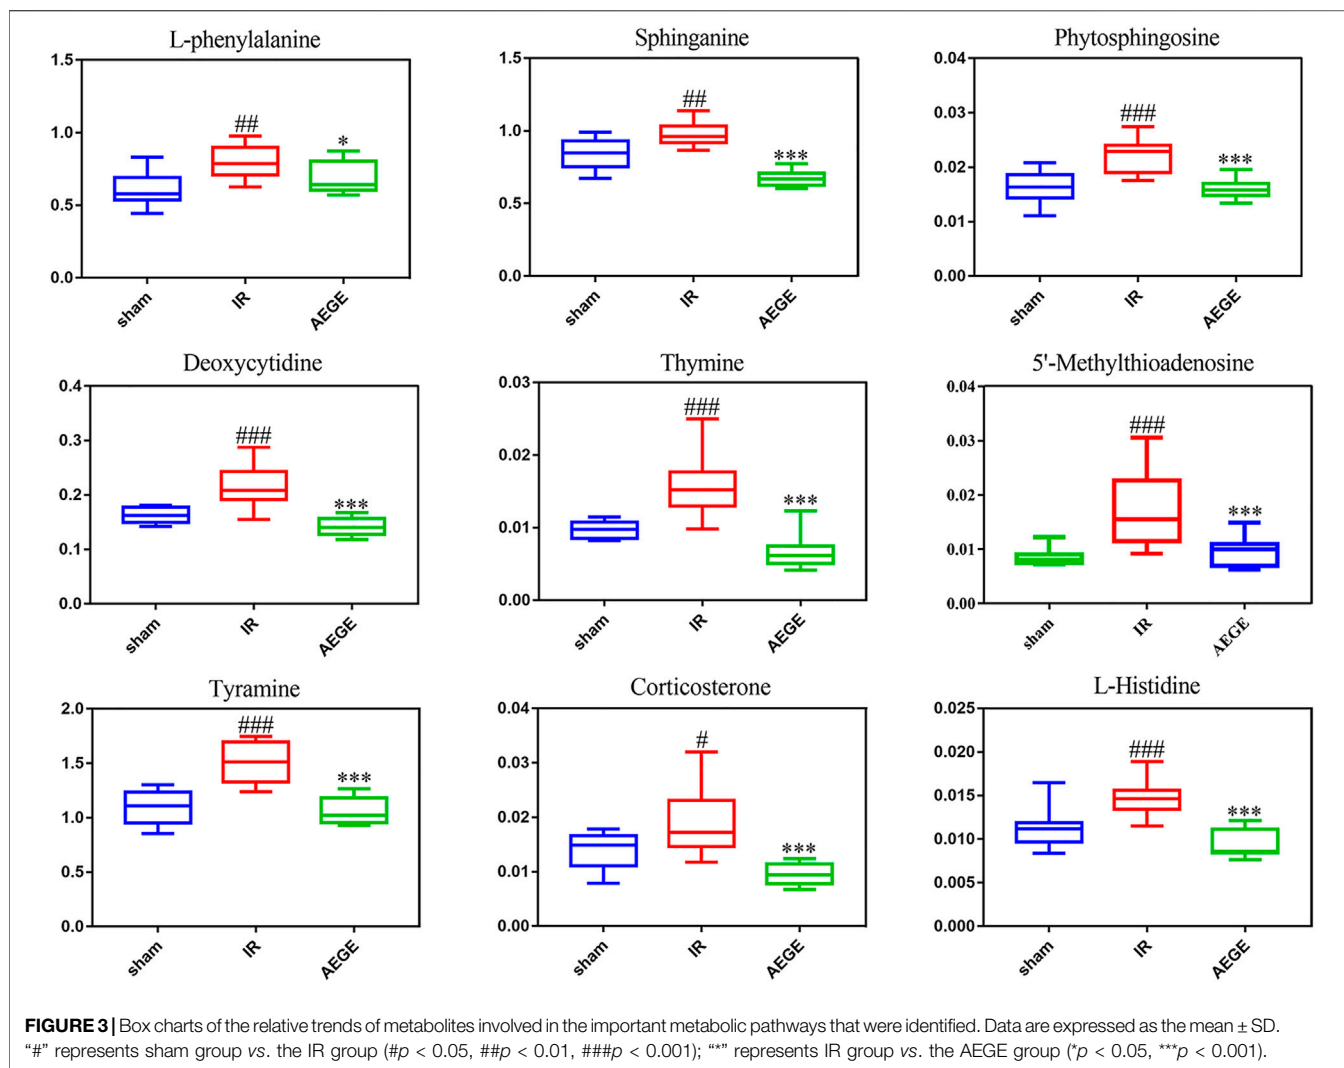 L-phenylalanine
1.5
1.0
0.5
0.0
##
*
sham
IR
AEGE
Sphinganine
1.5
1.0
0.5
0.0
##
***
sham
IR
AEGE
Phytosphingosine
0.04
0.03
0.02
0.01
0.00
###
***
sham
IR
AEGE
Deoxycytidine
0.4
0.3
0.2
0.1
0.0
###
***
sham
IR
AEGE
Thymine
0.03
0.02
0.01
0.00
###
***
sham
IR
AEGE
5'-Methylthioadenosine
0.04
0.03
0.02
0.01
0.00
###
***
sham
IR
AEGE
Tyramine
2.0
1.5
1.0
0.5
0.0
###
***
sham
IR
AEGE
Corticosterone
0.04
0.03
0.02
0.01
0.00
#
***
sham
IR
AEGE
L-Histidine
0.025
0.020
0.015
0.010
0.005
0.000
###
***
sham
IR
AEGE
FIGURE 3 | Box charts of the relative trends of metabolites involved in the important metabolic pathways that were identified. Data are expressed as the mean ± SD.
“#” represents sham group vs. the IR group (#p < 0.05, ##p < 0.01, ###p < 0.001); “*” represents IR group vs. the AEGE group (*p < 0.05, ***p < 0.001).